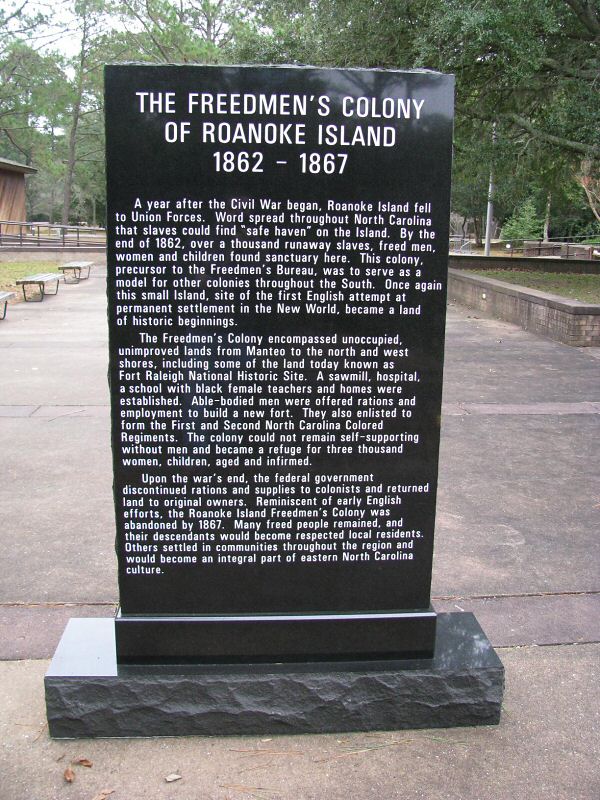 THE FREEDMEN'S COLONY
OF ROANOKE ISLAND
1862 - 1867
A year after the Civil War began, Roanoke Island fell
to Union Forces. Word spread throughout North Carolina
that slaves could find "safe haven" on the Island. By the
end of 1862, over a thousand runaway slaves, freed men,
women and children found sanctuary here. This colony,
precursor to the Freedmen's Bureau, was to serve as a
model for other colonies throughout the South. Once again
this small Island, site of the first English attempt at
permanent settlement in the New World, became a land
of historic beginnings.
The Freedmen's Colony encompassed unoccupied,
unimproved lands from Manteo to the north and west
shores, including some of the land today known as
Fort Raleigh National Historic Site. A sawmill, hospital,
a school with black female teachers and homes were
established. Able-bodied men were offered rations and
employment to build a new fort. They also enlisted to
form the First and Second North Carolina Colored
Regiments. The colony could not remain self-supporting
without men and became a refuge for three thousand
women, children, aged and infirmed.
Upon the war's end, the federal government
discontinued rations and supplies to colonists and returned
land to original owners. Reminiscent of early English
efforts, the Roanoke Island Freedmen's Colony was
abandoned by 1867. Many freed people remained, and
their descendants would become respected local residents.
Others settled in communities throughout the region and
would become an integral part of eastern North Carolina
culture.